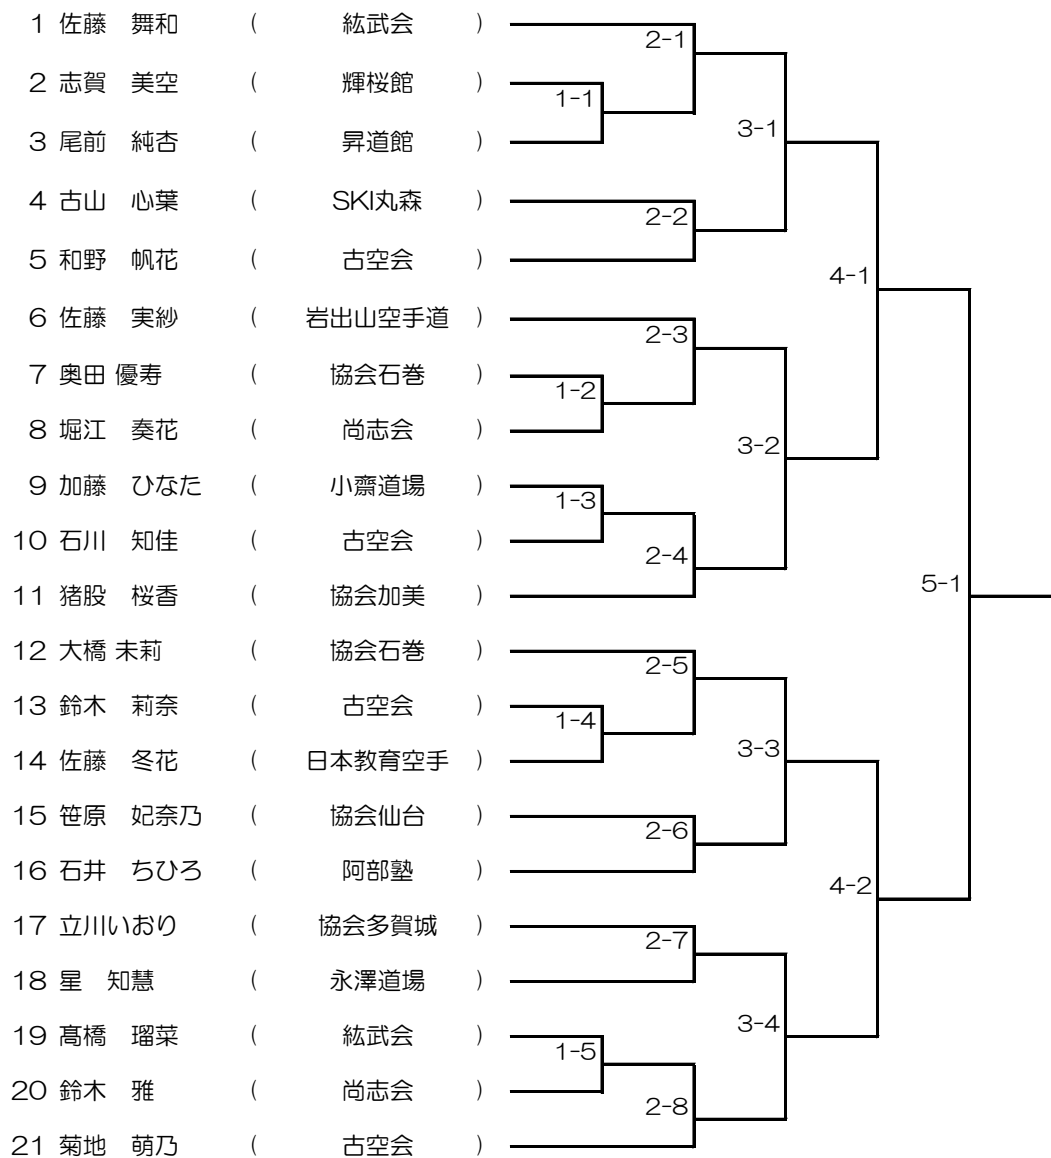 1 佐藤　舞和 ( 紘武会 )
2-1
2 志賀　美空 ( 輝桜館 )
1-1
3-1
3 尾前　純杏 ( 昇道館 )
4 古山　心葉 ( SKI丸森 )
2-2
5 和野　帆花 ( 古空会 )
4-1
6 佐藤　実紗 ( 岩出山空手道 )
2-3
7 奥田 優寿 ( 協会石巻 )
1-2
8 堀江　奏花 ( 尚志会 )
3-2
9 加藤　ひなた ( 小齋道場 )
1-3
10 石川　知佳 ( 古空会 )
2-4
5-1
11 猪股　桜香 ( 協会加美 )
12 大橋 未莉 ( 協会石巻 )
2-5
13 鈴木　莉奈 ( 古空会 )
1-4
3-3
14 佐藤　冬花 ( 日本教育空手 )
15 笹原　妃奈乃 ( 協会仙台 )
2-6
16 石井　ちひろ ( 阿部塾 )
4-2
17 立川いおり ( 協会多賀城 )
2-7
18 星　知慧 ( 永澤道場 )
3-4
19 髙橋　瑠菜 ( 紘武会 )
1-5
20 鈴木　雅 ( 尚志会 )
2-8
21 菊地　萌乃 ( 古空会 )